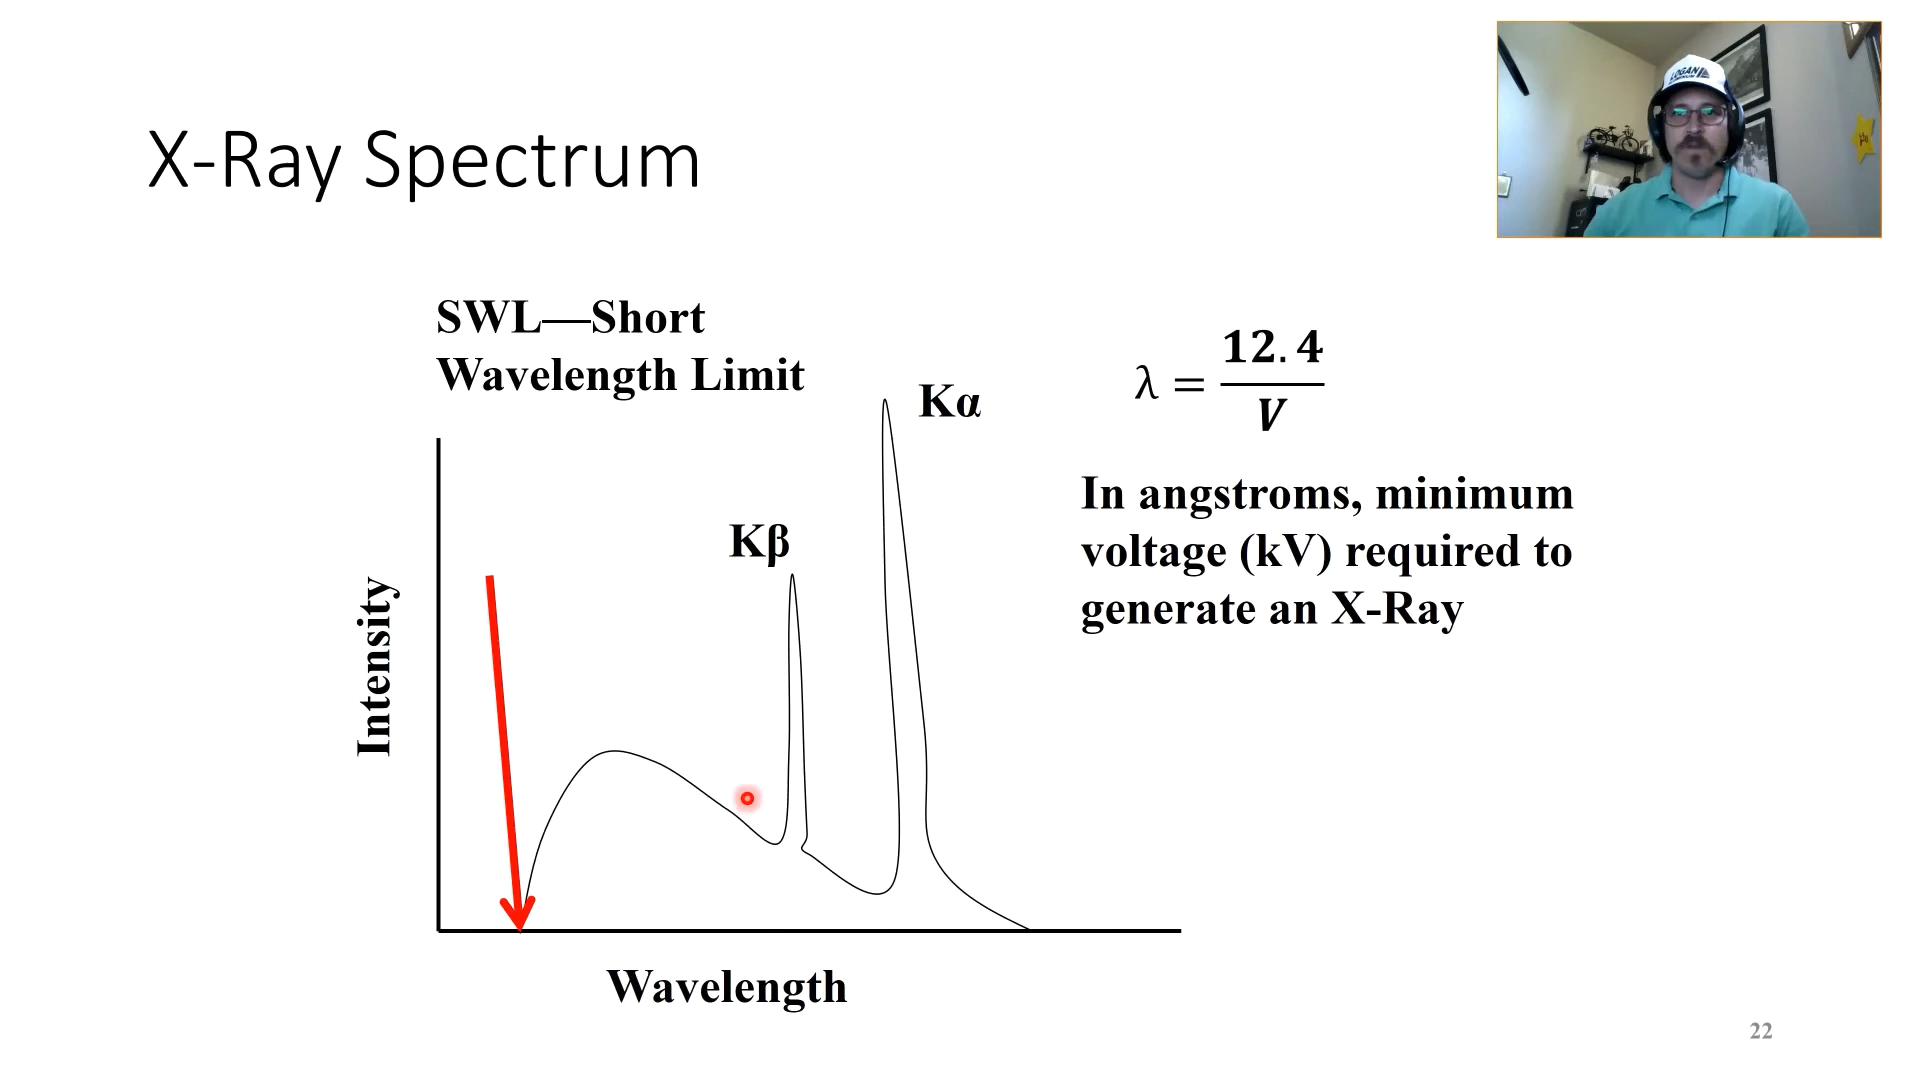 X-Ray Spectrum
LOGAN
SWL—Short
Wavelength Limit
Kα
Kβ
Intensity
Wavelength
λ = 12.4 / V
In angstroms, minimum
voltage (kV) required to
generate an X-Ray
22